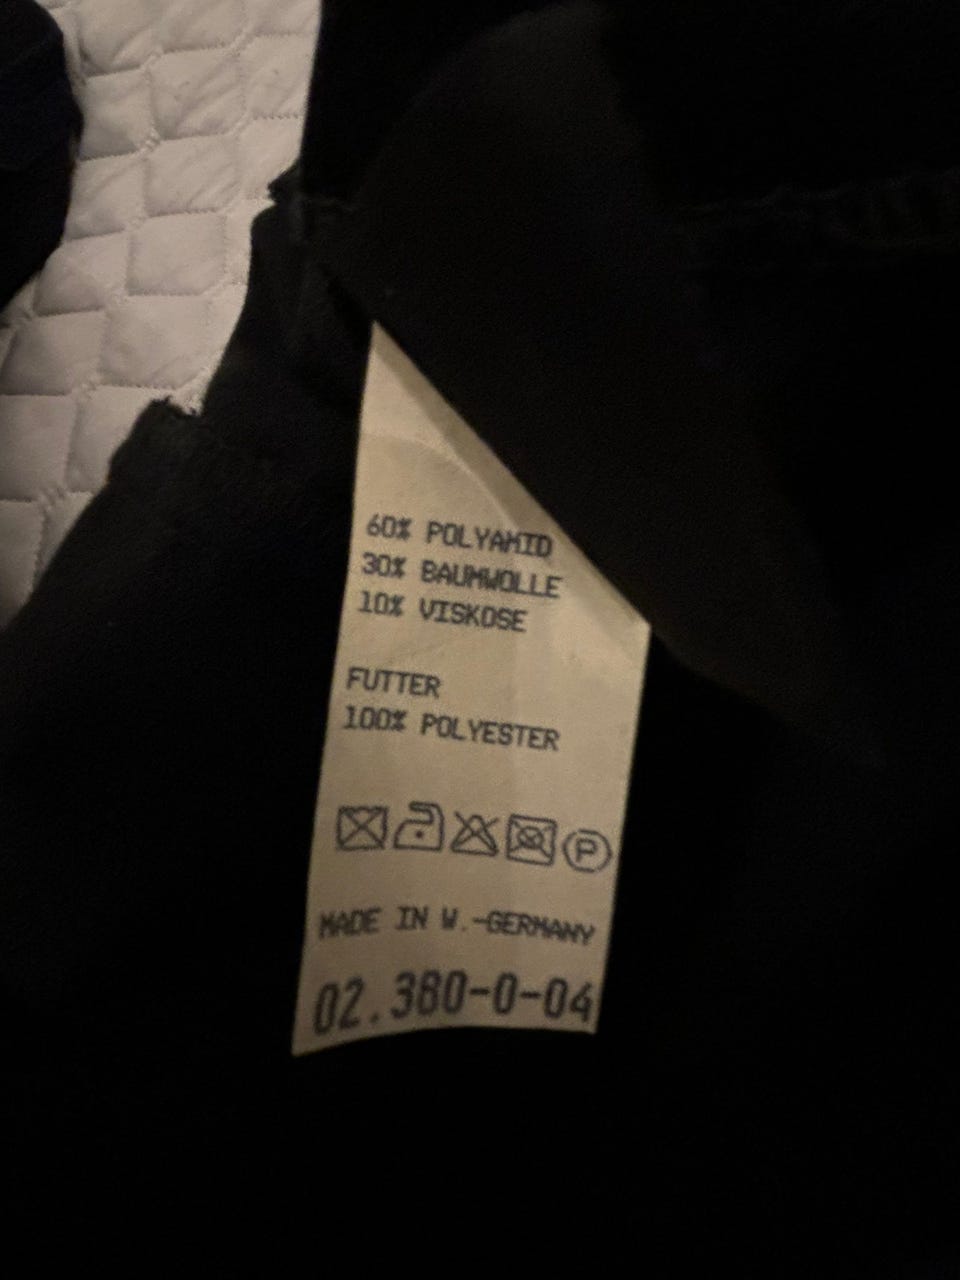 60% POLYAMID
30% BAUMWOLLE
10% VISKOSE
FUTTER
100% POLYESTER
P
MADE IN W.-GERMANY
02.380-0-04